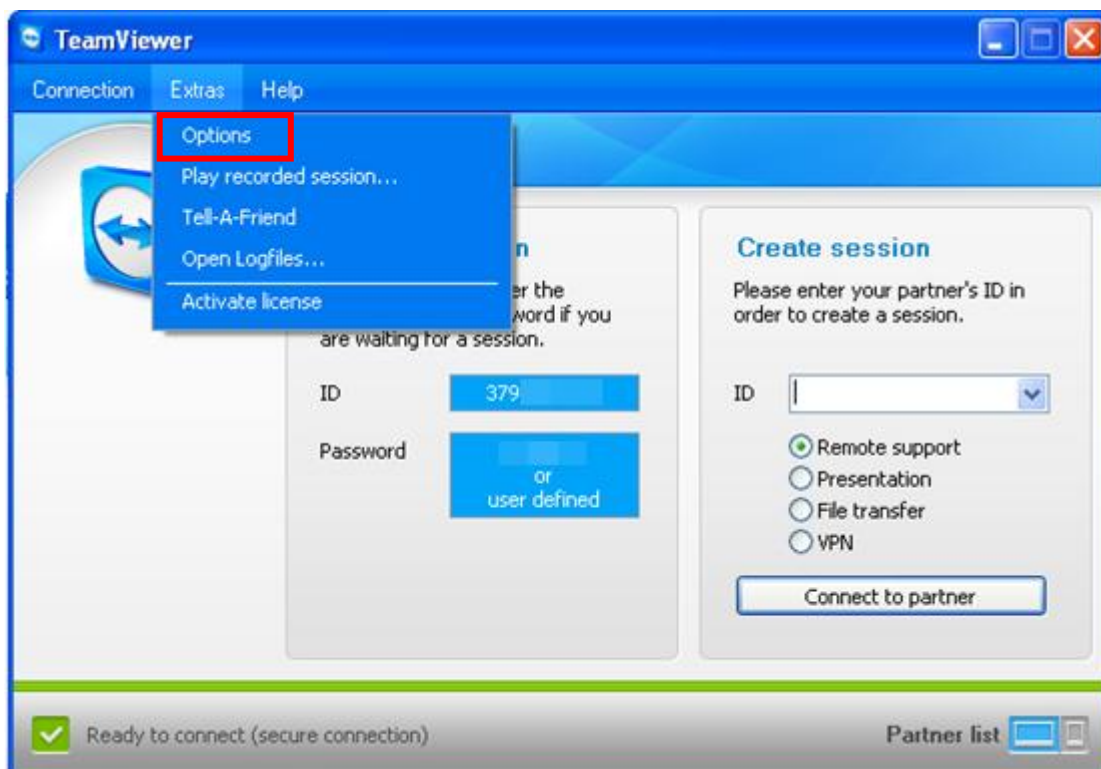 TeamViewer
Connection Extras Help
Options
Play recorded session...
Tell-A-Friend
Open Logfiles...
Activate license
n
er the
word if you
are waiting for a session.
ID 379
Password
or
user defined
Create session
Please enter your partner's ID in
order to create a session.
ID
Remote support
Presentation
File transfer
VPN
Connect to partner
Ready to connect (secure connection)
Partner list